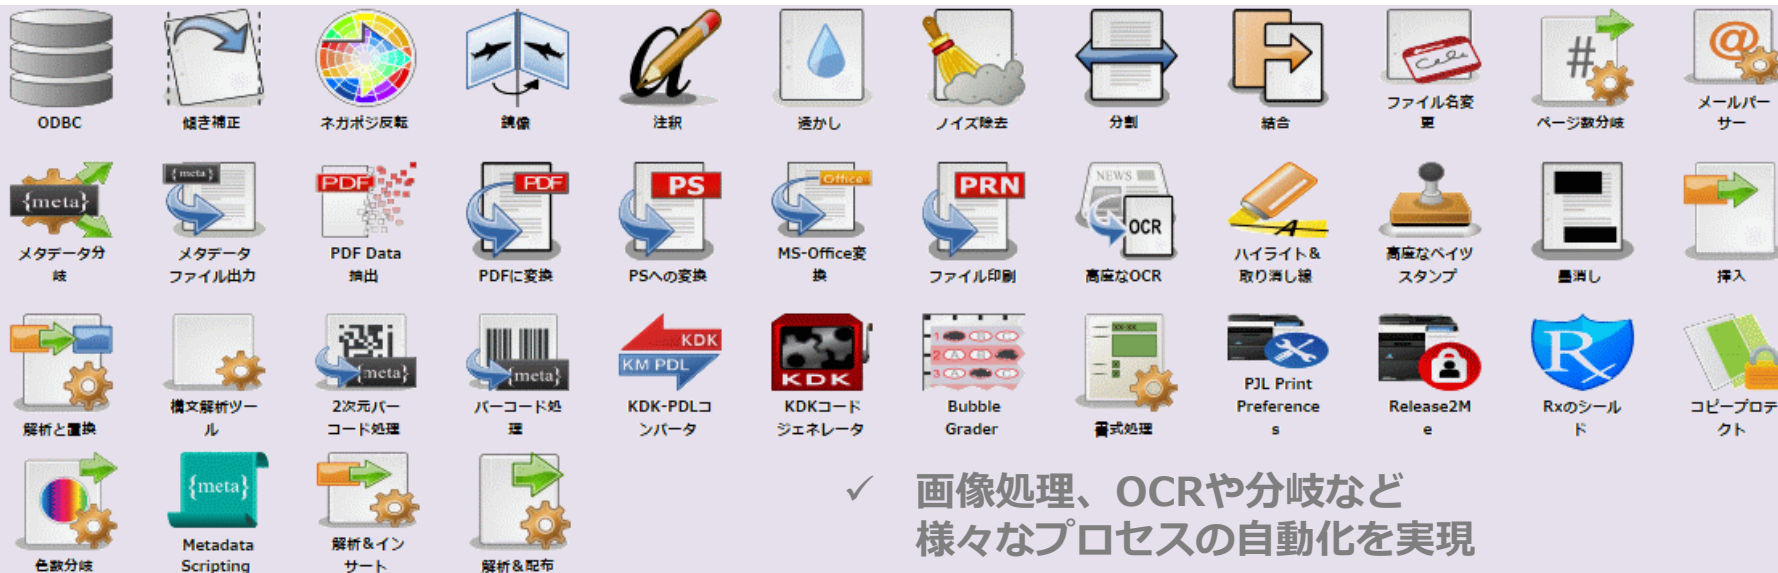 ODBC
傾き補正
ネガポジ反転
鏡像
a
注釈
透かし
ノイズ除去
分割
結合
ファイル名変
更
#
ページ数分岐
@
メールパー
サー
{meta}
メタデータ分
岐
{meta}
メタデータ
ファイル出力
PDF
PDF Data
抽出
PDF
PDFに変換
PS
PSへの変換
Office
MS-Office変
換
PRN
ファイル印刷
NEWS
OCR
高度なOCR
A
ハイライト&
取り消し線
高度なベイツ
スタンプ
墨消し
挿入
解析と置換
構文解析ツー
ル
{meta}
2次元バー
コード処理
{meta}
バーコード処
理
KDK
KM PDL
KDK-PDLコ
ンバータ
KDK
KDKコード
ジェネレータ
1
2 A B
3 A
Bubble
Grader
XX-XX
書式処理
PJL Print
Preference
s
Release2M
e
Rx
Rxのシール
ド
コピープロテ
クト
色数分岐
{meta}
Metadata
Scripting
解析&イン
サート
解析&配布
✓ 画像処理、OCRや分岐など
様々なプロセスの自動化を実現